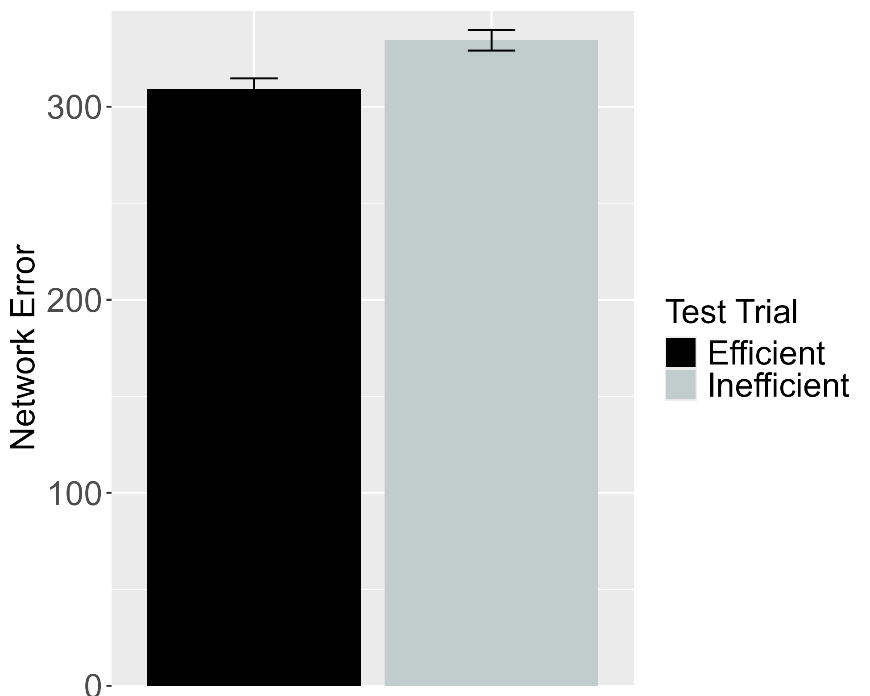 Network Error
300
200
100
0
Test Trial
Efficient
Inefficient